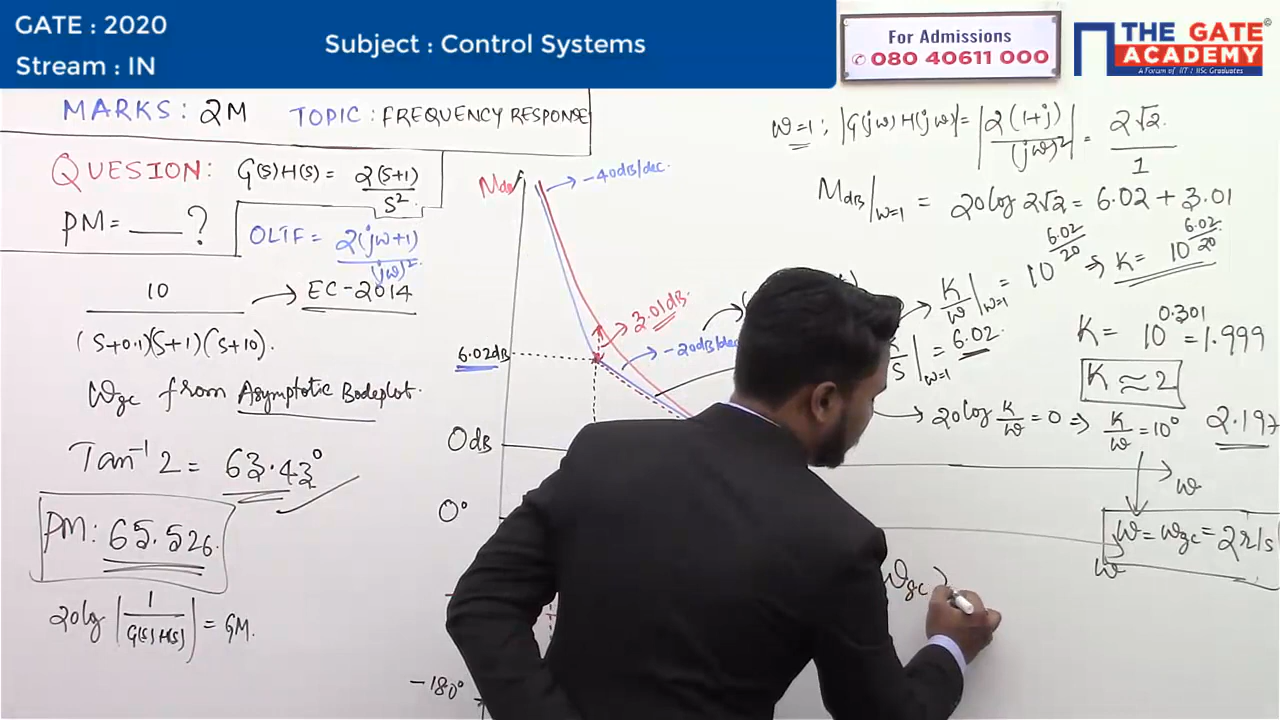 GATE : 2020
Stream : IN
Subject : Control Systems
For Admissions
080 40611 000
THE GATE
ACADEMY
©
A Forum of IIT / IISc Graduates
MARKS: 2M TOPIC : FREQUENCY RESPONSE
QUESION: G(s)H(s) = 2(s+1)/s²
PM = ___ ?
OLTF = 2(jω+1)/(jω)²
10/(s+0.1)(s+1)(s+10) → EC-2014
ωgc from Asymptotic Bodeplot.
Tan⁻¹ 2 = 63.43°
PM: 65.526
20log |1/G(s)H(s)| = GM.
MdB
-40dB/dec.
3.01dB
-20dB/dec
6.02dB
0dB
0°
-180°
ω=1 ; |G(jω)H(jω)| = |2(1+j)/(jω)²| = 2√2/1
MdB|ω=1 = 20log 2√2 = 6.02 + 3.01
K/ω|ω=1 = 10^6.02/20 ⇒ K = 10^6.02/20
K/s|ω=1 = 6.02
K = 10^0.301 = 1.999
K ≈ 2
20log K/ω = 0 ⇒ K/ω = 10°
2.197
ω
ω = ωgc = 2r/s
ω
ωgc